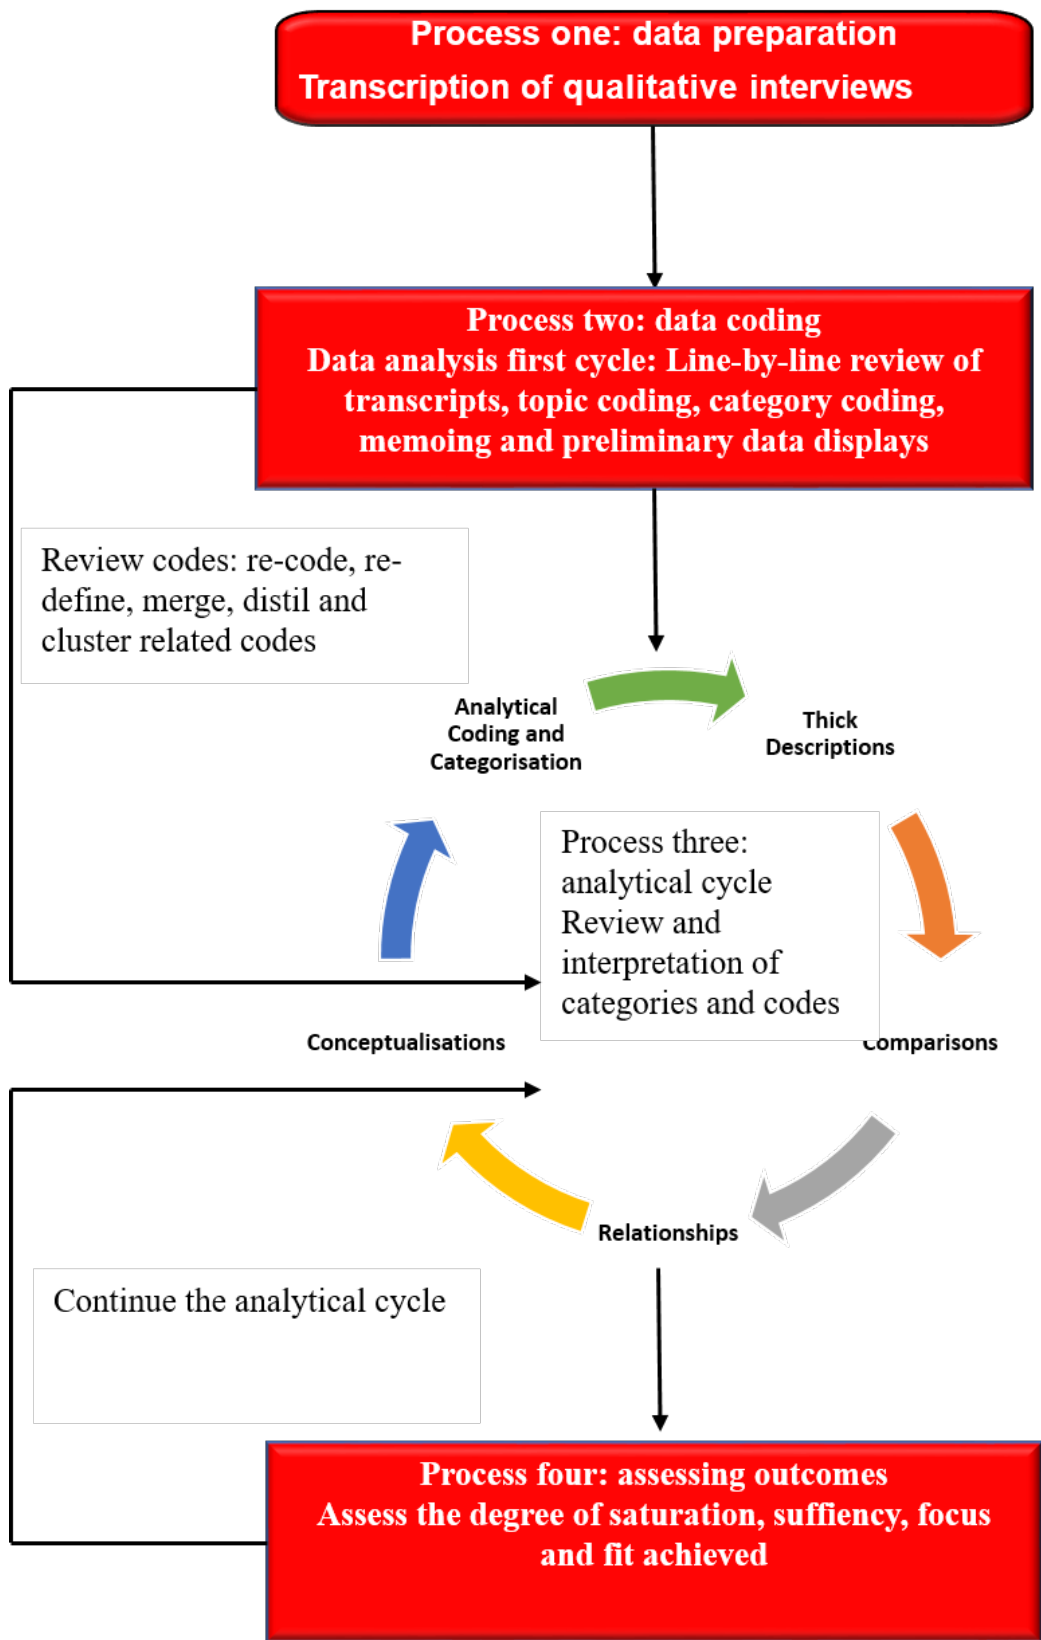 Process one: data preparation
Transcription of qualitative interviews
Process two: data coding
Data analysis first cycle: Line-by-line review of
transcripts, topic coding, category coding,
memoing and preliminary data displays
Review codes: re-code, re-
define, merge, distil and
cluster related codes
Analytical
Coding and
Categorisation
Thick
Descriptions
Process three:
analytical cycle
Review and
interpretation of
categories and codes
Conceptualisations
Comparisons
Relationships
Continue the analytical cycle
Process four: assessing outcomes
Assess the degree of saturation, suffiency, focus
and fit achieved